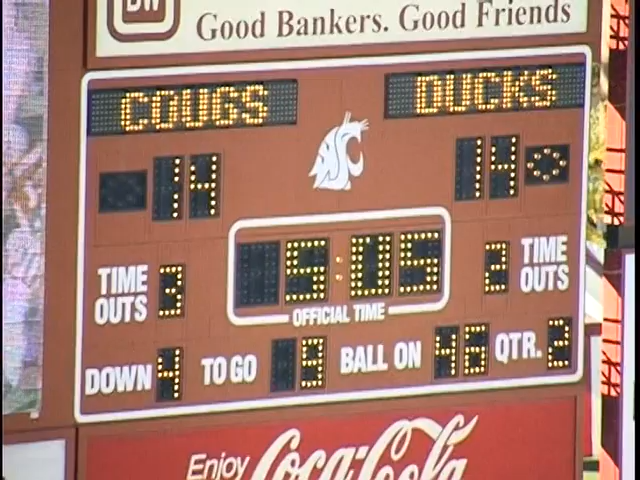 BW
Good Bankers. Good Friends
COUGS DUCKS
14 14
TIME OUTS 3 5:05 2 TIME OUTS
OFFICIAL TIME
DOWN 4 TO GO 9 BALL ON 46 QTR. 2
Enjoy
Coca-Cola